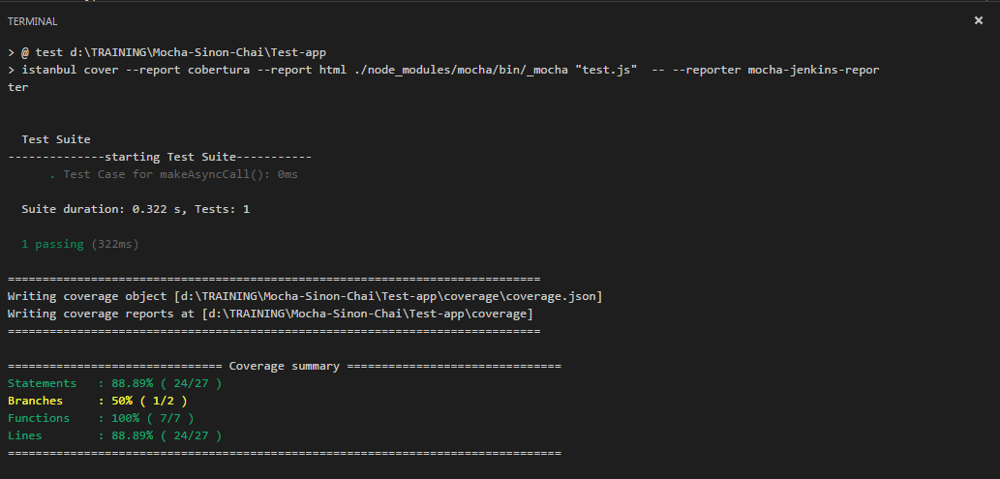 TERMINAL
×
> @ test d:\TRAINING\Mocha-Sinon-Chai\Test-app
> istanbul cover --report cobertura --report html ./node_modules/mocha/bin/_mocha "test.js"  -- --reporter mocha-jenkins-repor
ter
Test Suite
--------------starting Test Suite-----------
. Test Case for makeAsyncCall(): 0ms
Suite duration: 0.322 s, Tests: 1
1 passing (322ms)
=============================================================================
Writing coverage object [d:\TRAINING\Mocha-Sinon-Chai\Test-app\coverage\coverage.json]
Writing coverage reports at [d:\TRAINING\Mocha-Sinon-Chai\Test-app\coverage]
=============================================================================
=============================== Coverage summary ===============================
Statements   : 88.89% ( 24/27 )
Branches     : 50% ( 1/2 )
Functions    : 100% ( 7/7 )
Lines        : 88.89% ( 24/27 )
================================================================================